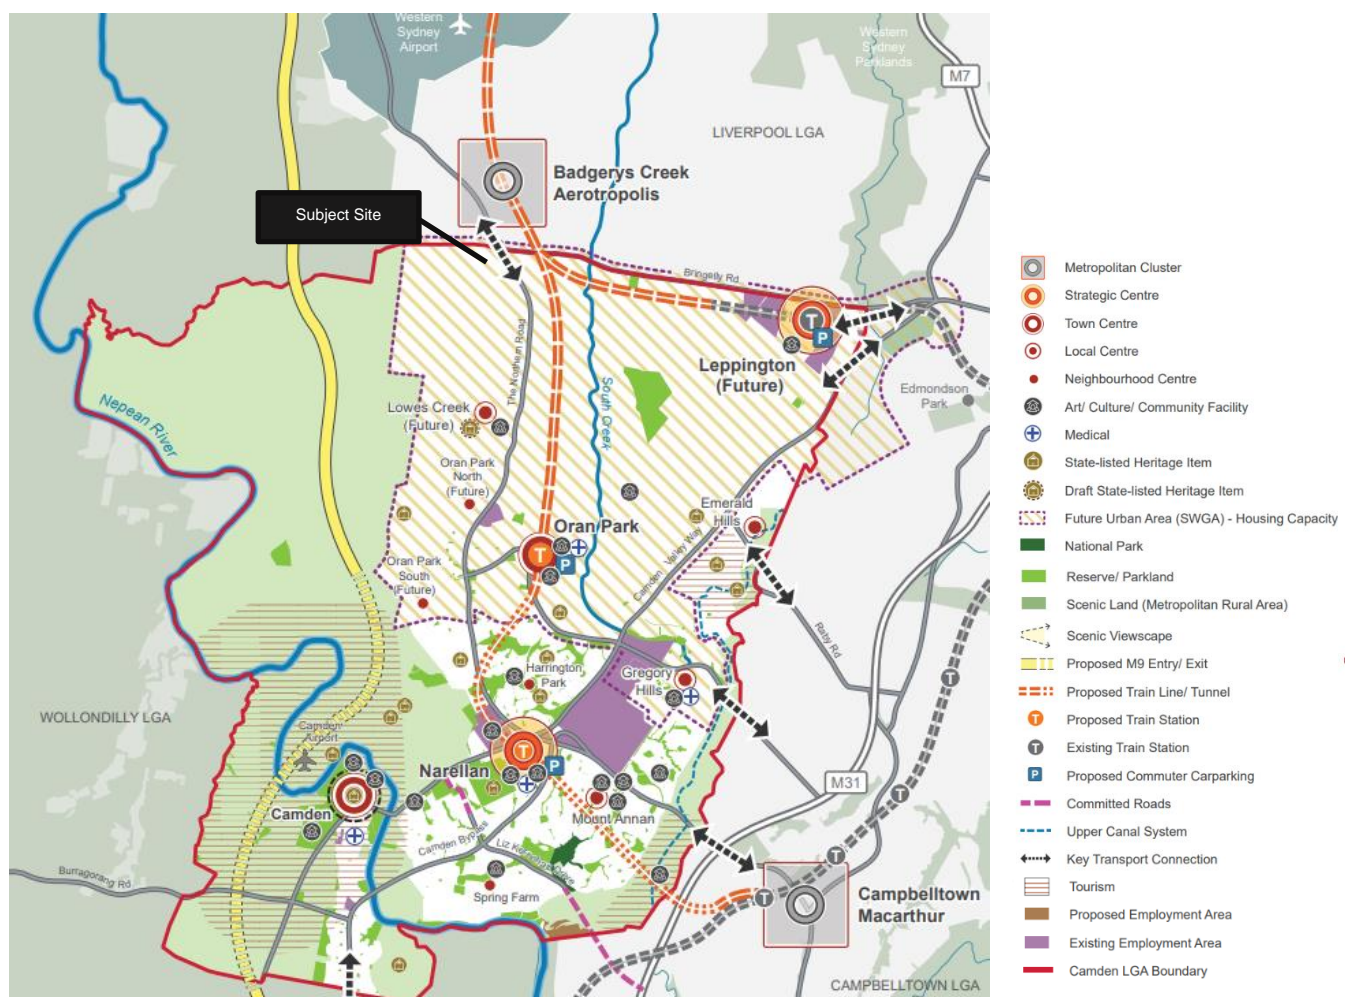 Western
Sydney
Airport
Western
Sydney
Parklands
M7
LIVERPOOL LGA
Badgerys Creek
Aerotropolis
Subject Site
Bringelly Rd
The Northern Road
Leppington
(Future)
Edmondson
Park
South Creek
Nepean River
Lowes Creek
(Future)
Oran Park
North
(Future)
Emerald
Hills
Oran Park
T
P
Camden Valley Way
Oran Park
South
(Future)
Raby Rd
Harrington
Park
Gregory
Hills
T
WOLLONDILLY LGA
Camden
Airport
T
Narellan
P
M31
T
Camden
Mount Annan
Camden Bypass
Liz Kernohan Drive
T
Burragorang Rd
Spring Farm
T
Campbelltown
Macarthur
CAMPBELLTOWN LGA
T
P
Metropolitan Cluster
Strategic Centre
Town Centre
Local Centre
Neighbourhood Centre
Art/ Culture/ Community Facility
Medical
State-listed Heritage Item
Draft State-listed Heritage Item
Future Urban Area (SWGA) - Housing Capacity
National Park
Reserve/ Parkland
Scenic Land (Metropolitan Rural Area)
Scenic Viewscape
Proposed M9 Entry/ Exit
Proposed Train Line/ Tunnel
T Proposed Train Station
T Existing Train Station
P Proposed Commuter Carparking
Committed Roads
Upper Canal System
Key Transport Connection
Tourism
Proposed Employment Area
Existing Employment Area
Camden LGA Boundary